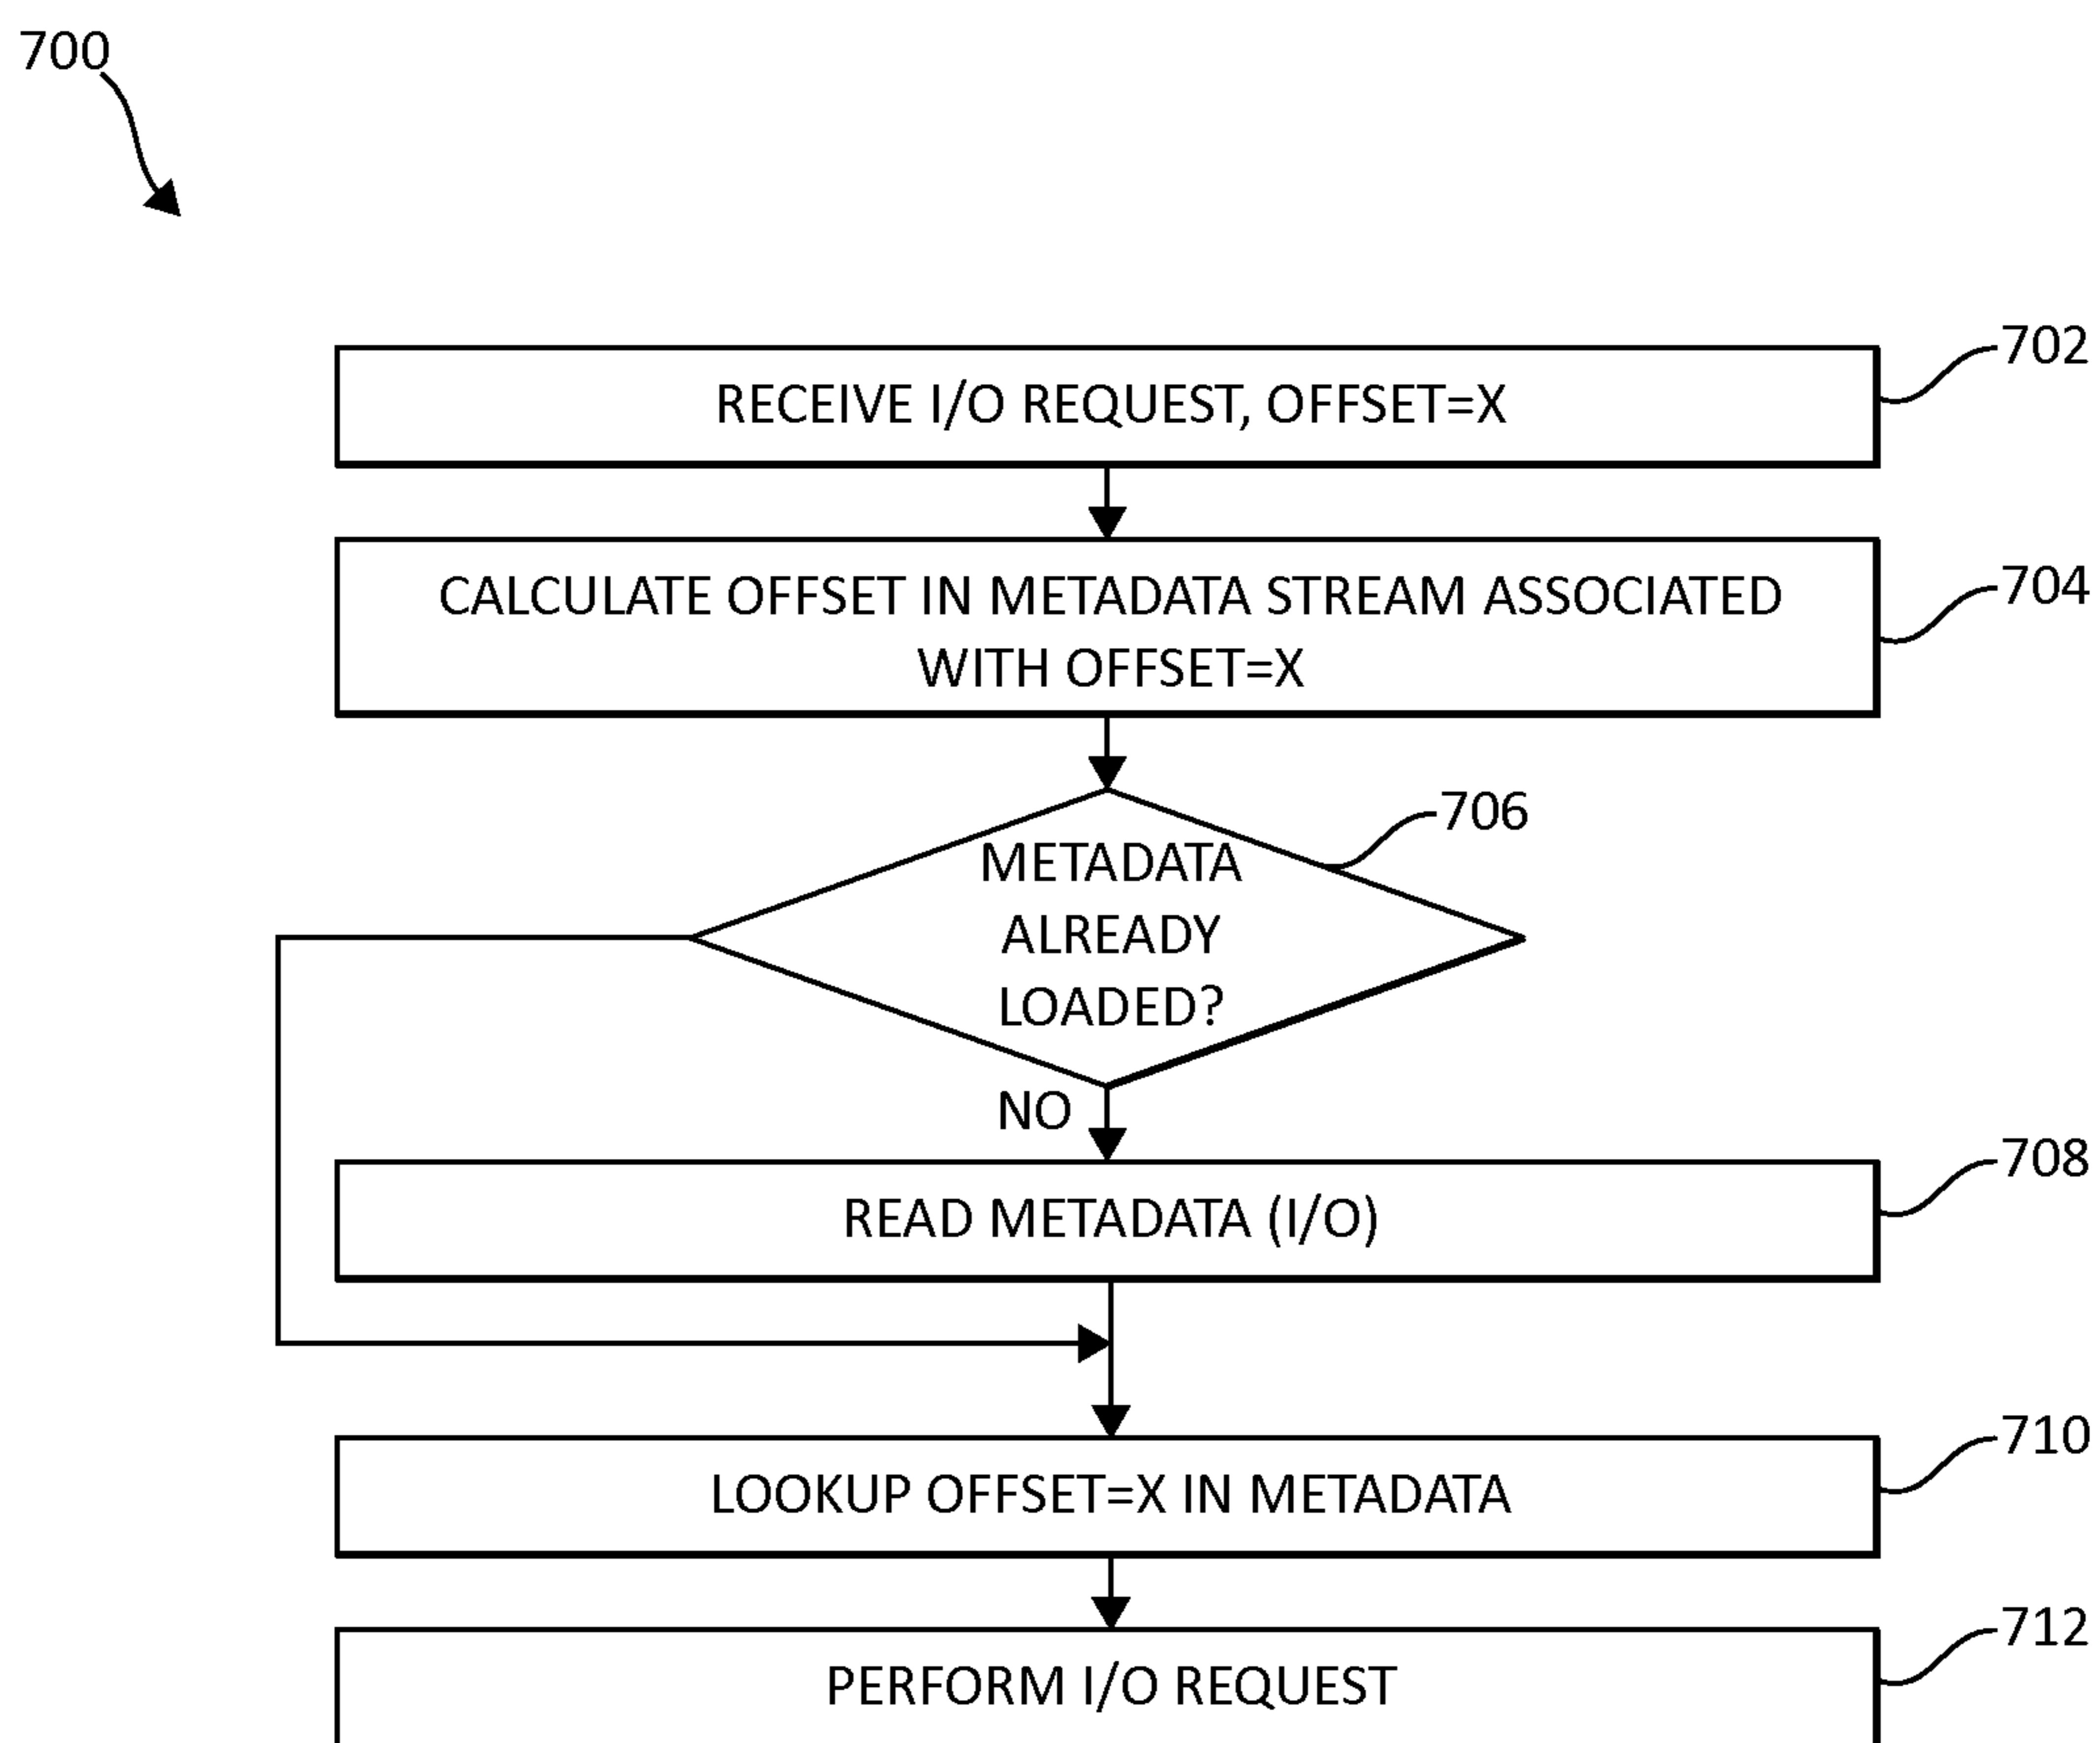 700
RECEIVE I/O REQUEST, OFFSET=X
702
CALCULATE OFFSET IN METADATA STREAM ASSOCIATED
WITH OFFSET=X
704
METADATA
ALREADY
LOADED?
706
NO
READ METADATA (I/O)
708
LOOKUP OFFSET=X IN METADATA
710
PERFORM I/O REQUEST
712